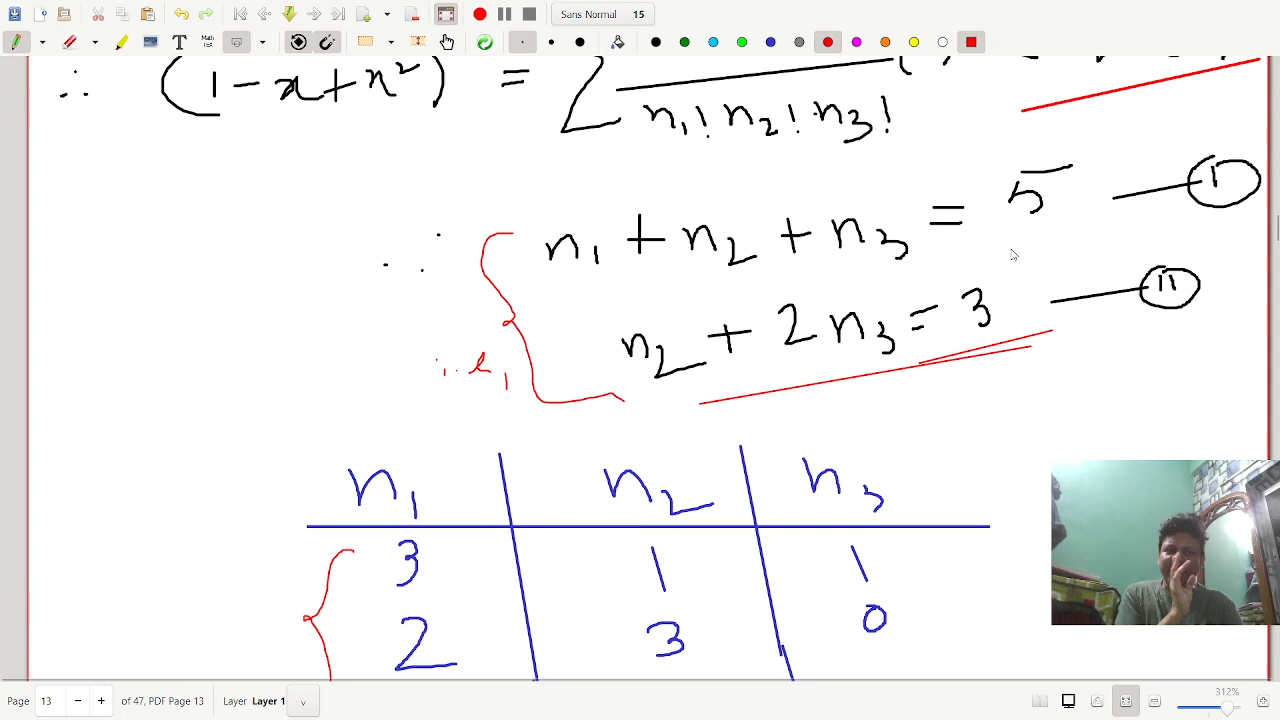 Sans Normal 15
∴ (1-x+x²) = Σ
n₁! n₂! n₃!
∴ n₁ + n₂ + n₃ = 5 — I
n₂ + 2n₃ = 3 — II
i.e,
n₁ n₂ n₃
3 1 1
2 3 0
Page 13 of 47, PDF Page 13 Layer Layer 1 312%